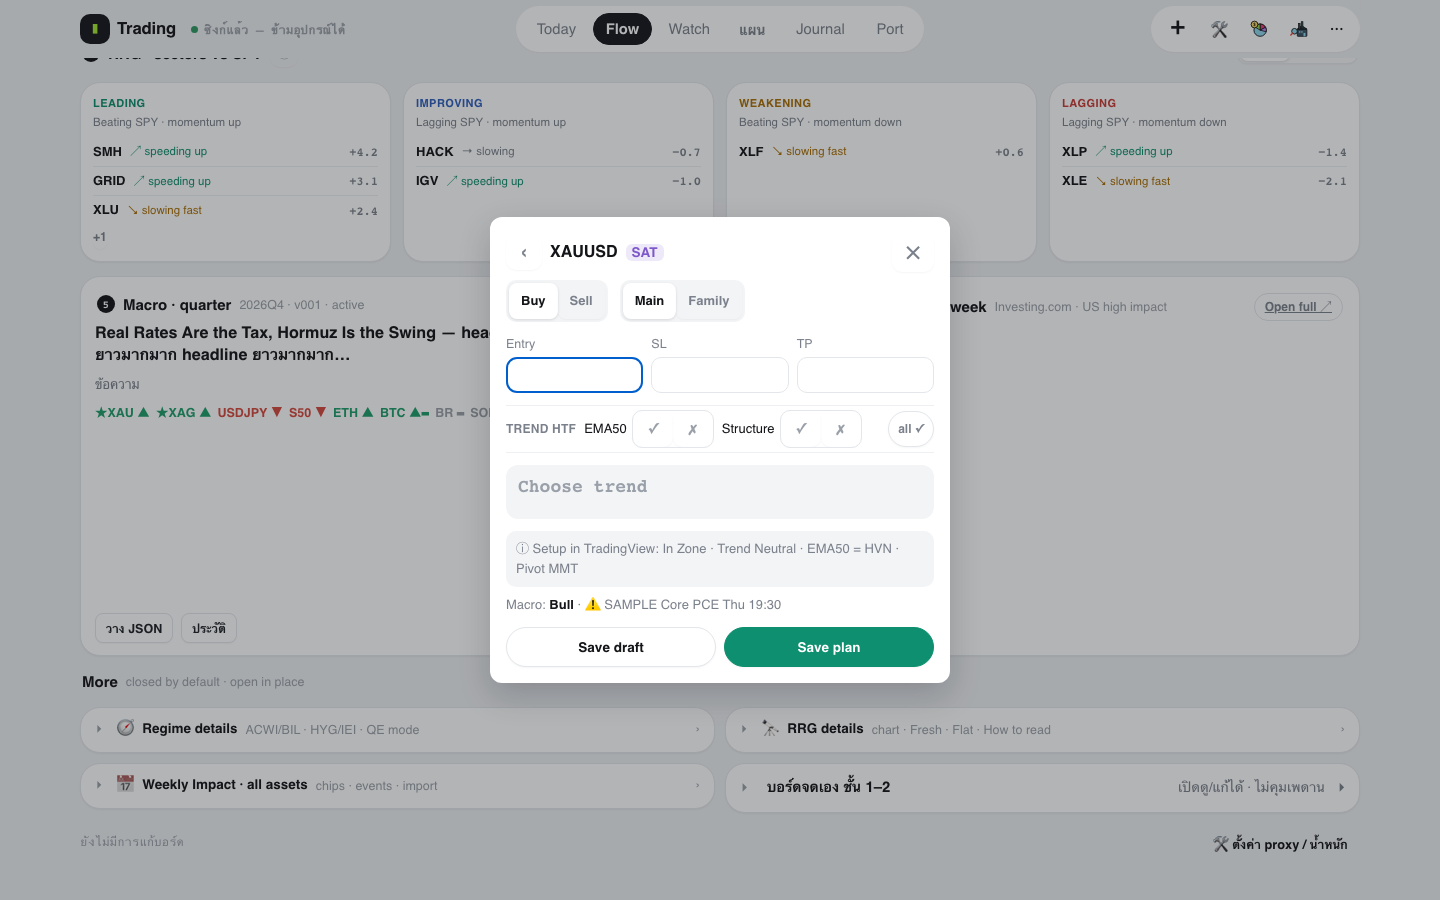 Trading
ซิงก์แล้ว — ข้ามอุปกรณ์ได้
Today Flow Watch แผน Journal Port
LEADING
Beating SPY · momentum up
SMH ↗ speeding up +4.2
GRID ↗ speeding up +3.1
XLU ↘ slowing fast +2.4
+1
IMPROVING
Lagging SPY · momentum up
HACK → slowing −0.7
IGV ↗ speeding up −1.0
WEAKENING
Beating SPY · momentum down
XLF ↘ slowing fast +0.6
LAGGING
Lagging SPY · momentum down
XLP ↗ speeding up −1.4
XLE ↘ slowing fast −2.1
5 Macro · quarter 2026Q4 · v001 · active
Real Rates Are the Tax, Hormuz Is the Swing —
ยาวมากมาก headline ยาวมากมาก…
ข้อความ
★XAU ▲ ★XAG ▲ USDJPY ▼ S50 ▼ ETH ▲ BTC ▲▬ BR ▬
วาง JSON ประวัติ
week Investing.com · US high impact
Open full ↗
‹ XAUUSD SAT ✕
Buy Sell Main Family
Entry SL TP
TREND HTF EMA50 ✓ ✗ Structure ✓ ✗ all ✓
Choose trend
ⓘ Setup in TradingView: In Zone · Trend Neutral · EMA50 = HVN ·
Pivot MMT
Macro: Bull · ⚠️ SAMPLE Core PCE Thu 19:30
Save draft Save plan
More closed by default · open in place
Regime details ACWI/BIL · HYG/IEI · QE mode ›
RRG details chart · Fresh · Flat · How to read ›
Weekly Impact · all assets chips · events · import ›
บอร์ดจดเอง ชั้น 1–2 เปิดดู/แก้ได้ · ไม่คุมเพดาน
ยังไม่มีการแก้บอร์ด
🛠 ตั้งค่า proxy / น้ำหนัก